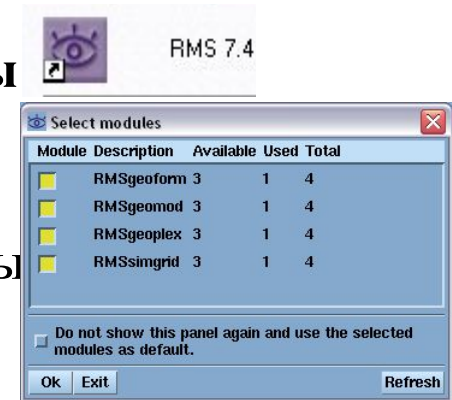 ы
RMS 7.4
Select modules
Module Description Available Used Total
RMSgeoform 3 1 4
RMSgeomod 3 1 4
RMSgeoplex 3 1 4
RMSsimgrid 3 1 4
ы
Do not show this panel again and use the selected
modules as default.
Ok Exit Refresh